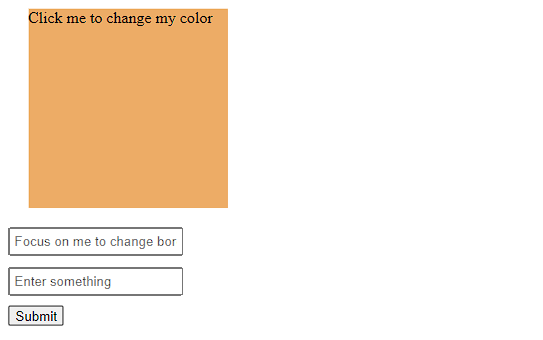 Click me to change my color
Focus on me to change bor
Enter something
Submit